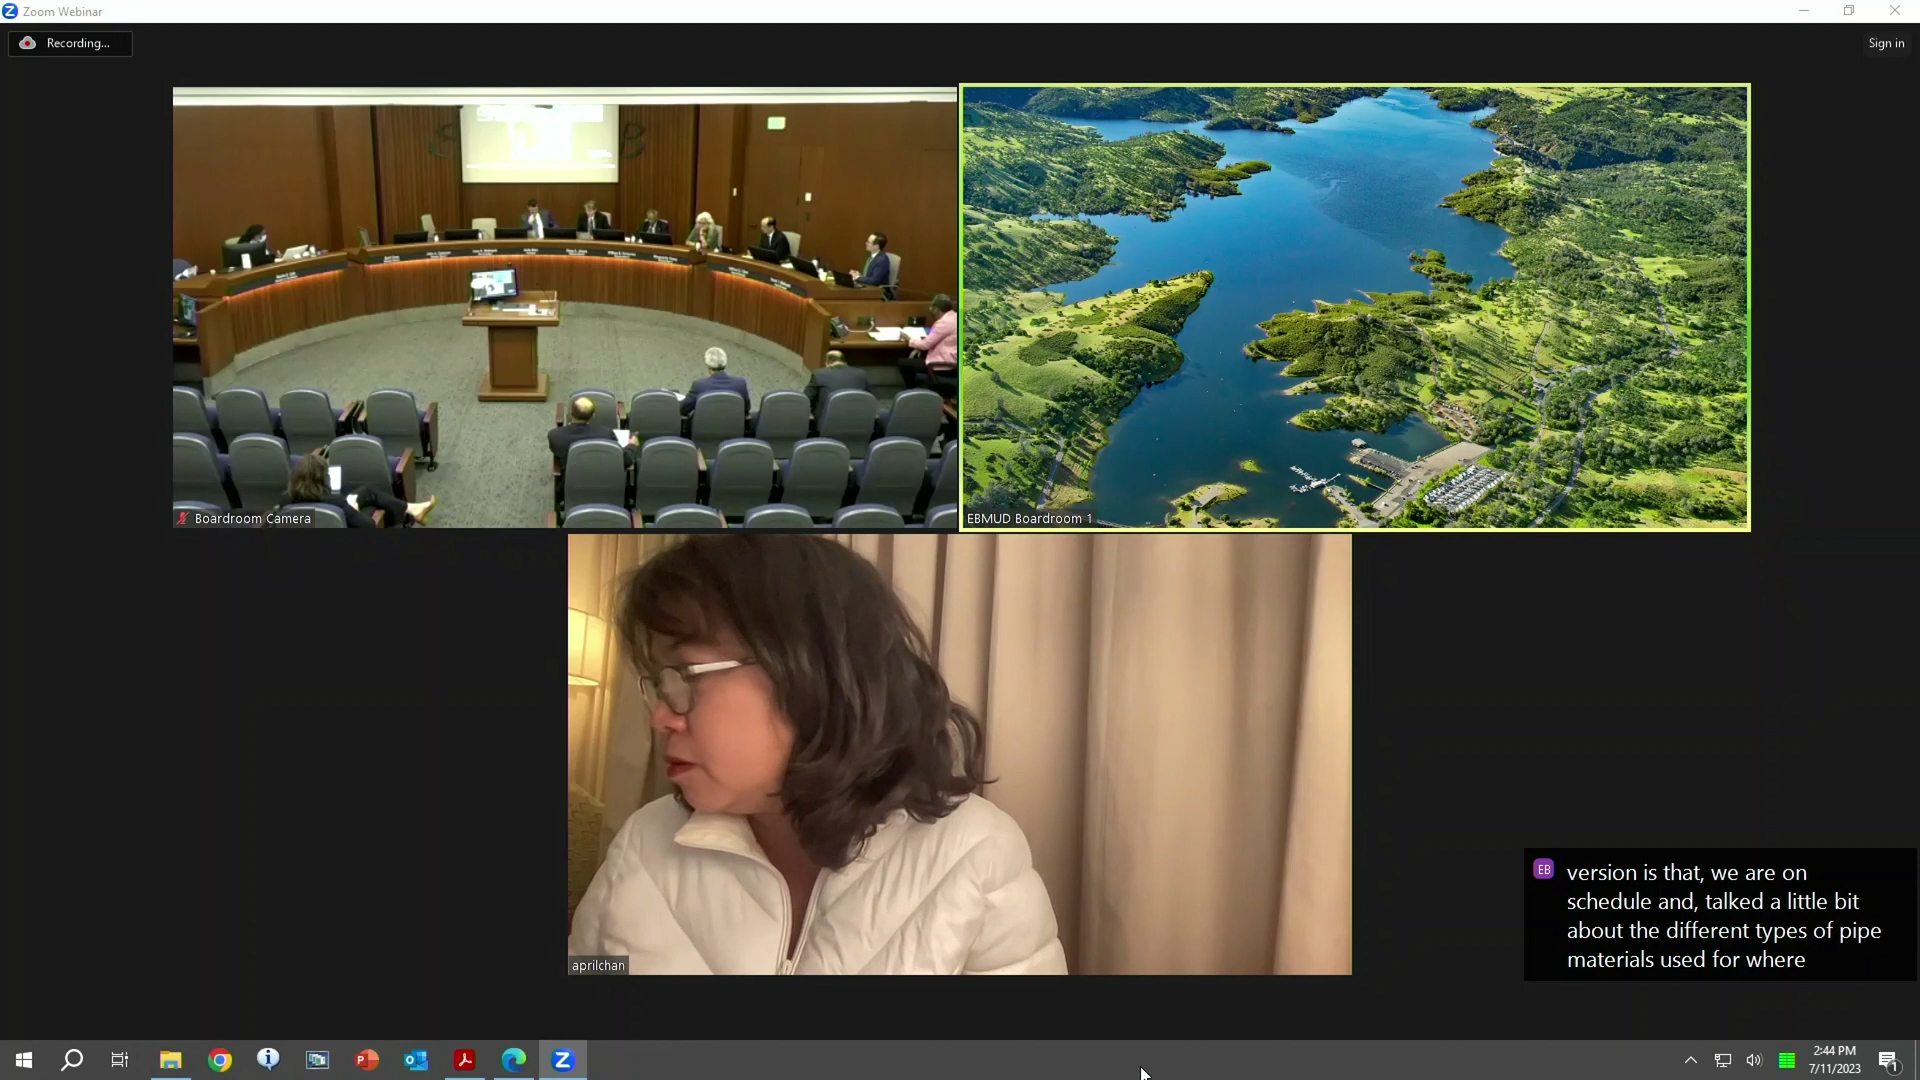 Zoom Webinar
Recording...
Sign in
Boardroom Camera
EBMUD Boardroom 1
aprilchan
EB
version is that, we are on
schedule and, talked a little bit
about the different types of pipe
materials used for where
2:44 PM
7/11/2023
1